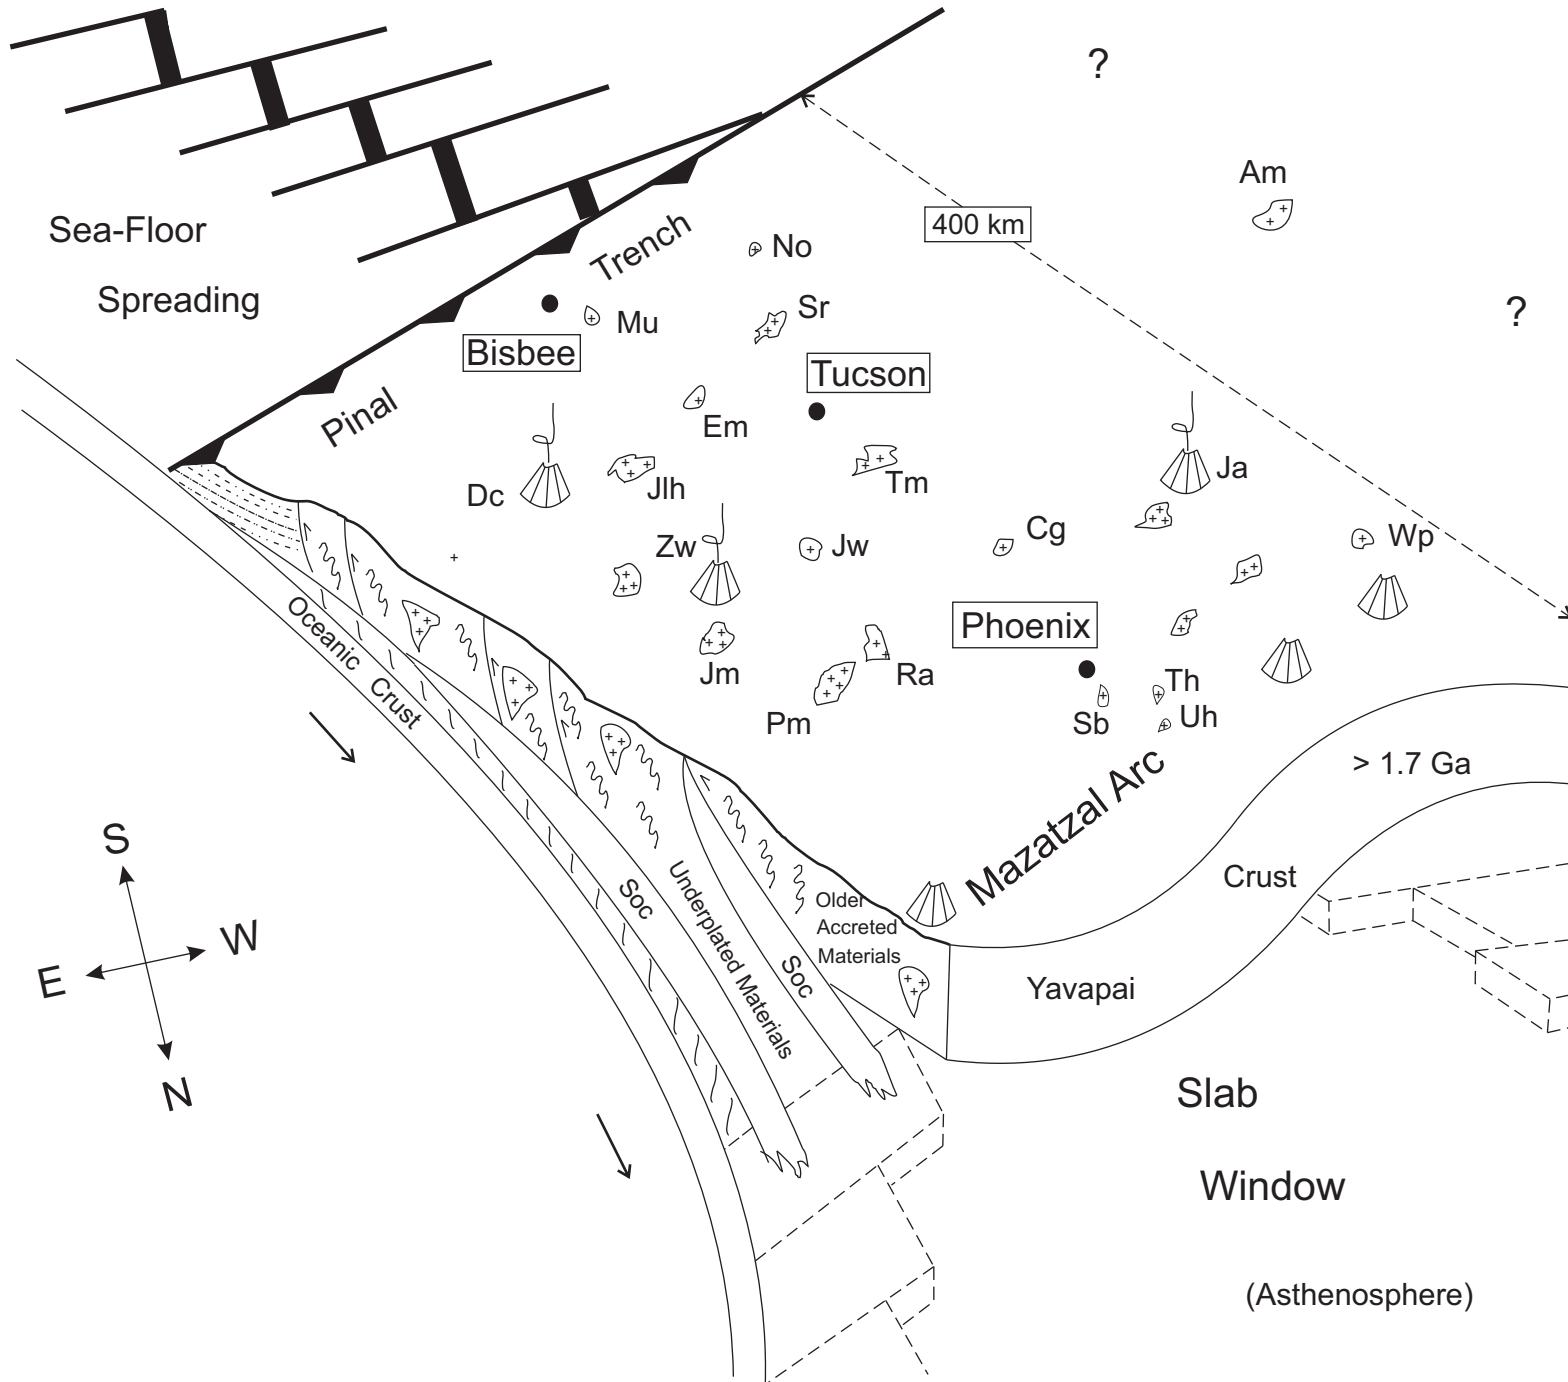 ?
Am
Sea-Floor
Spreading
Trench
No
400 km
Mu
Sr
?
Bisbee
Tucson
Pinal
Em
Dc
Jlh
Tm
Ja
Zw
Jw
Cg
Wp
Oceanic Crust
Phoenix
Jm
Ra
Pm
Th
Sb
Uh
> 1.7 Ga
Mazatzal Arc
Crust
S
W
E
N
Soc
Underplated Materials
Older
Accreted
Materials
Soc
Yavapai
Slab
Window
(Asthenosphere)